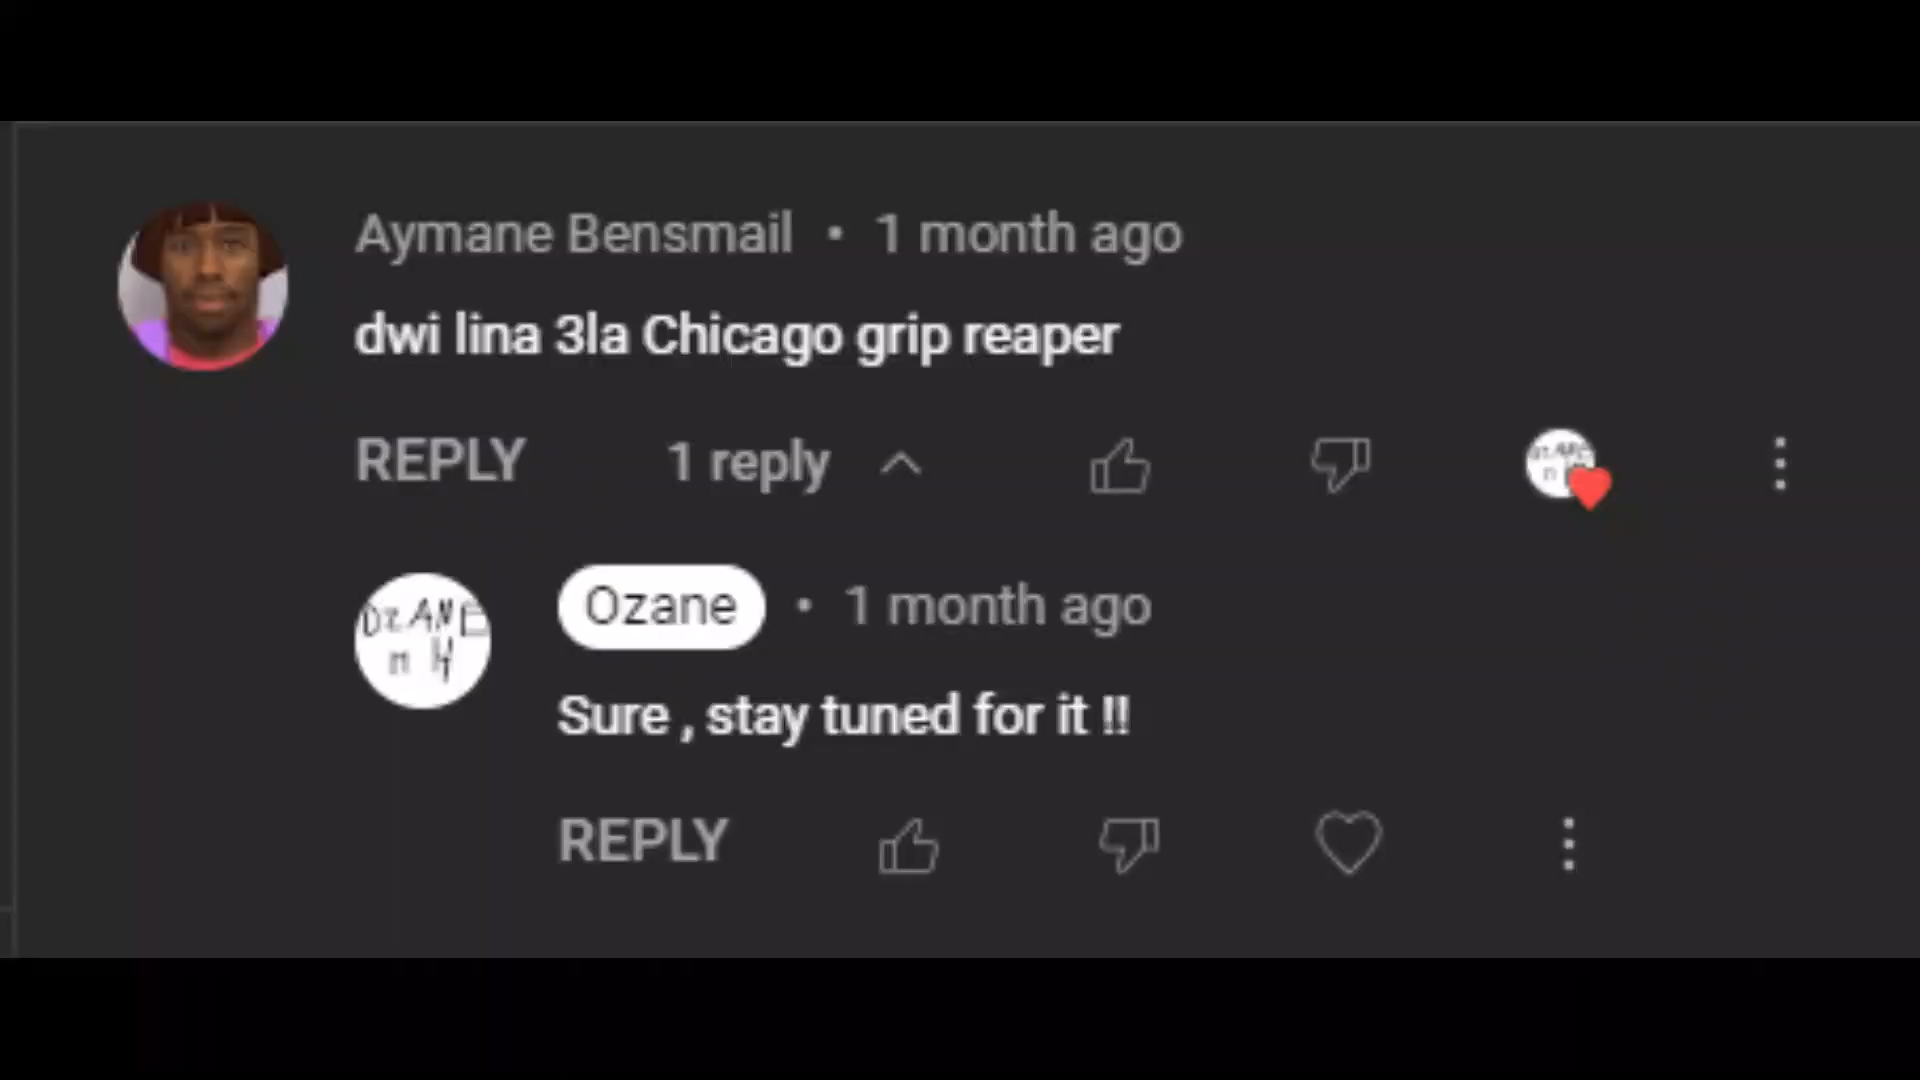 Aymane Bensmail • 1 month ago
dwi lina 3la Chicago grip reaper
REPLY 1 reply
OZANE
Ozane • 1 month ago
Sure , stay tuned for it !!
REPLY